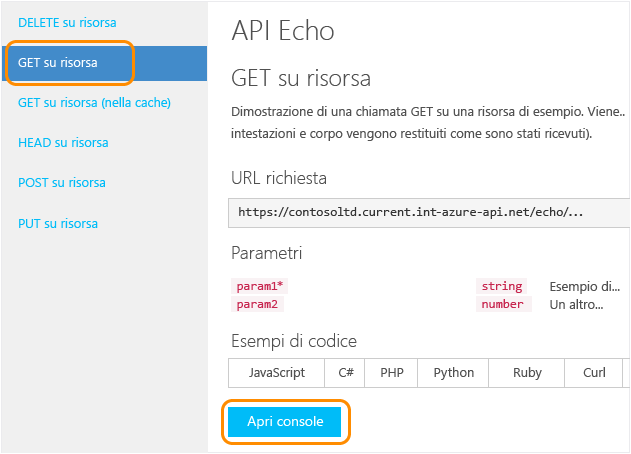 DELETE su risorsa
GET su risorsa
GET su risorsa (nella cache)
HEAD su risorsa
POST su risorsa
PUT su risorsa
API Echo
GET su risorsa
Dimostrazione di una chiamata GET su una risorsa di esempio. Viene..
intestazioni e corpo vengono restituiti come sono stati ricevuti).
URL richiesta
https://contosoltd.current.int-azure-api.net/echo/...
Parametri
param1* string Esempio di...
param2 number Un altro...
Esempi di codice
JavaScript C# PHP Python Ruby Curl
Apri console